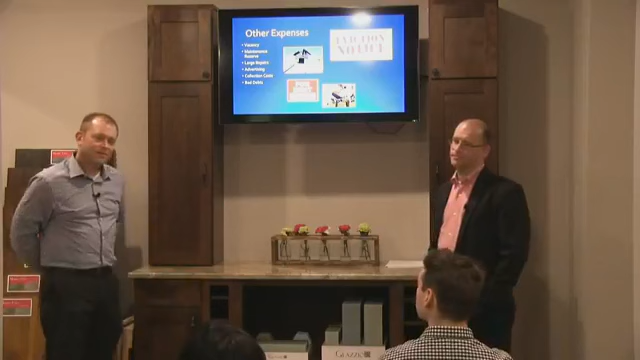 Other Expenses
• Vacancy
• Maintenance Reserve
• Large Repairs
• Advertising
• Collection Costs
• Bad Debts
EVICTION
NOTICE